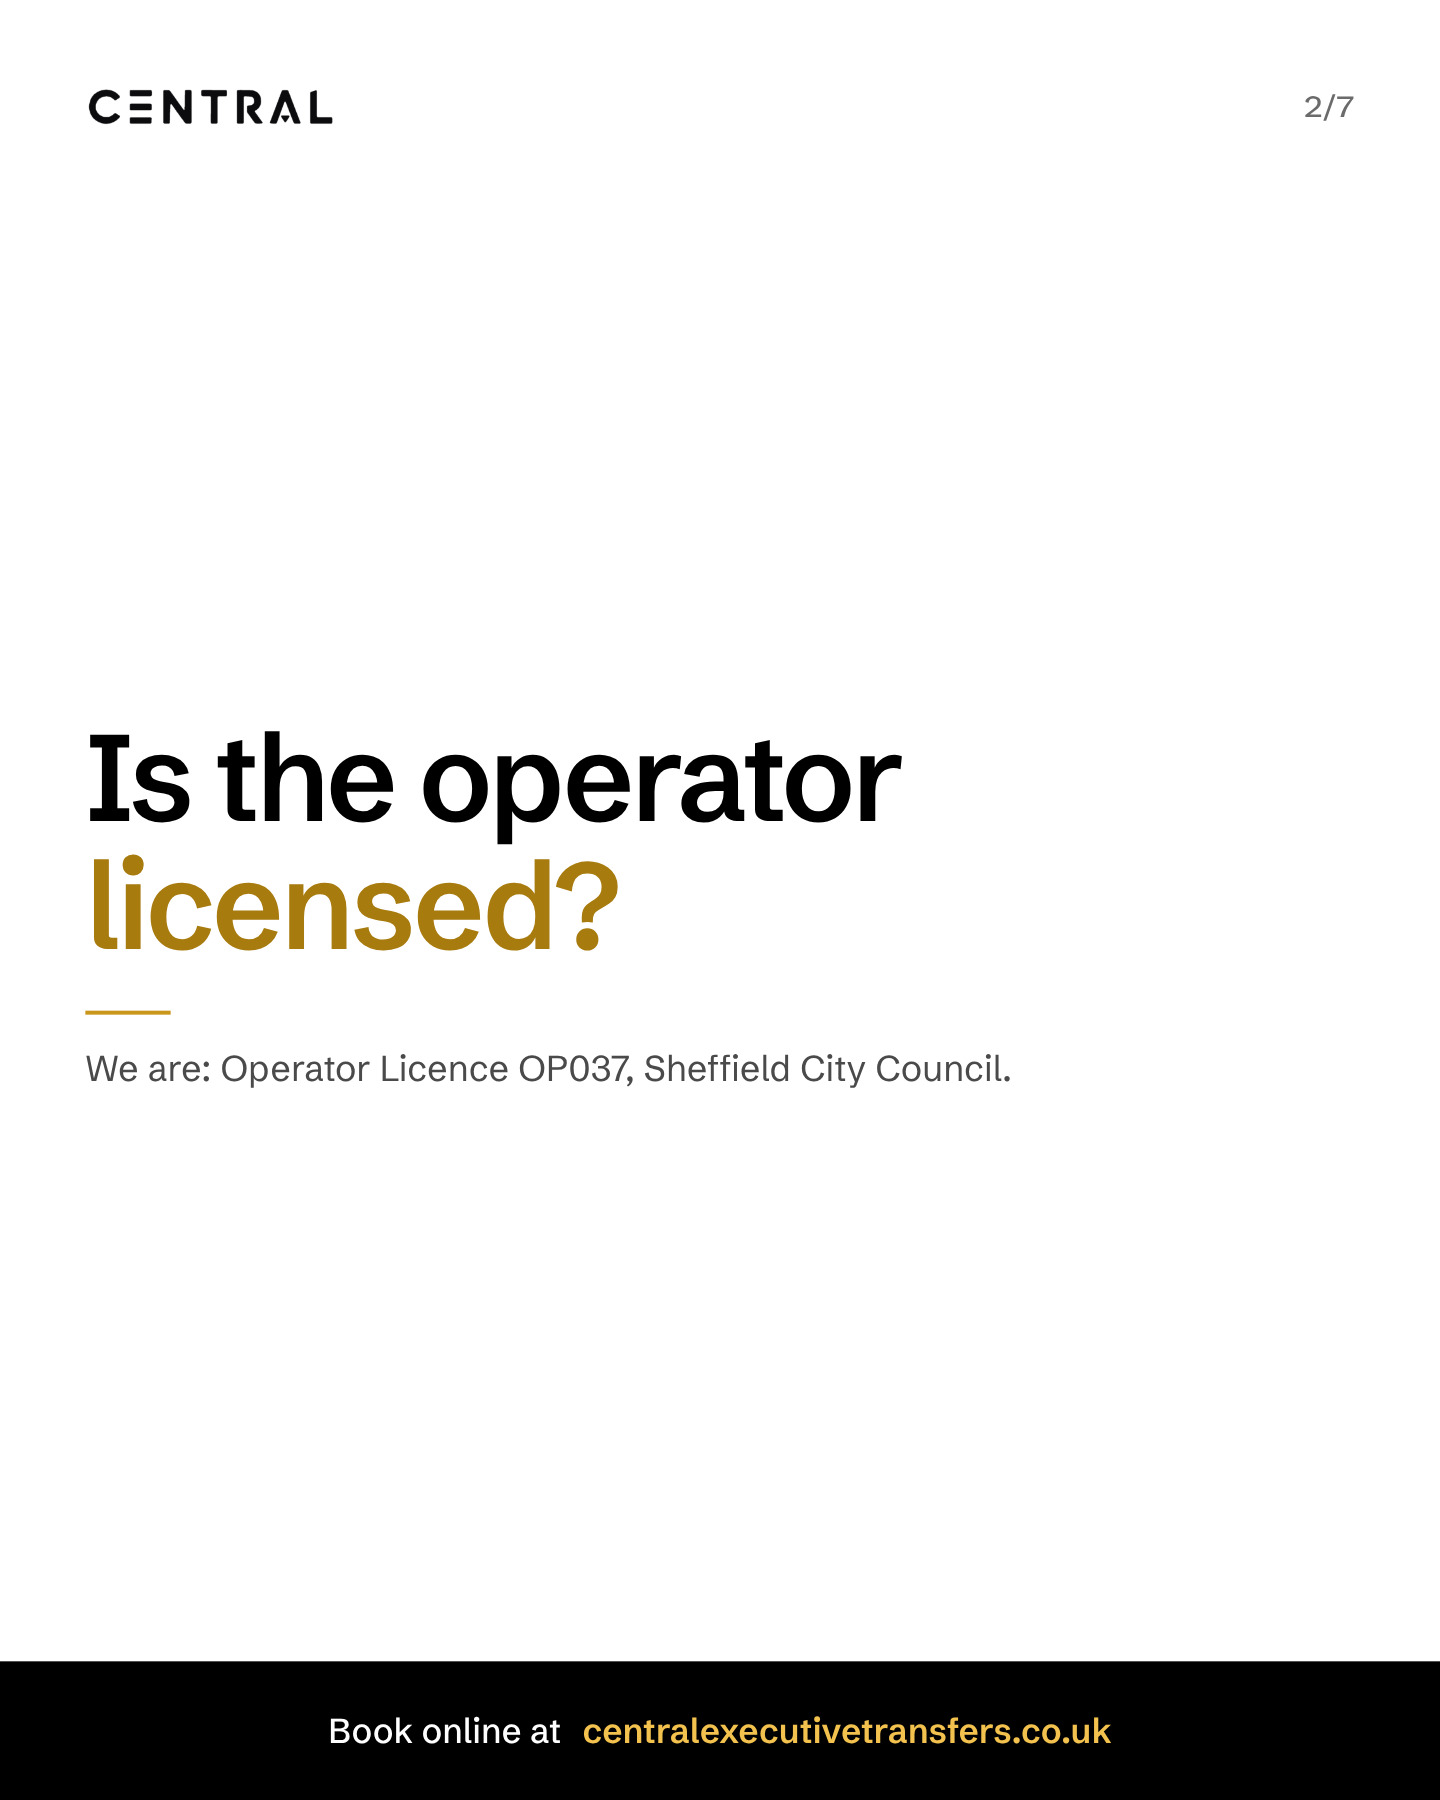 CENTRAL
2/7
Is the operator
licensed?
We are: Operator Licence OP037, Sheffield City Council.
Book online at centralexecutivetransfers.co.uk